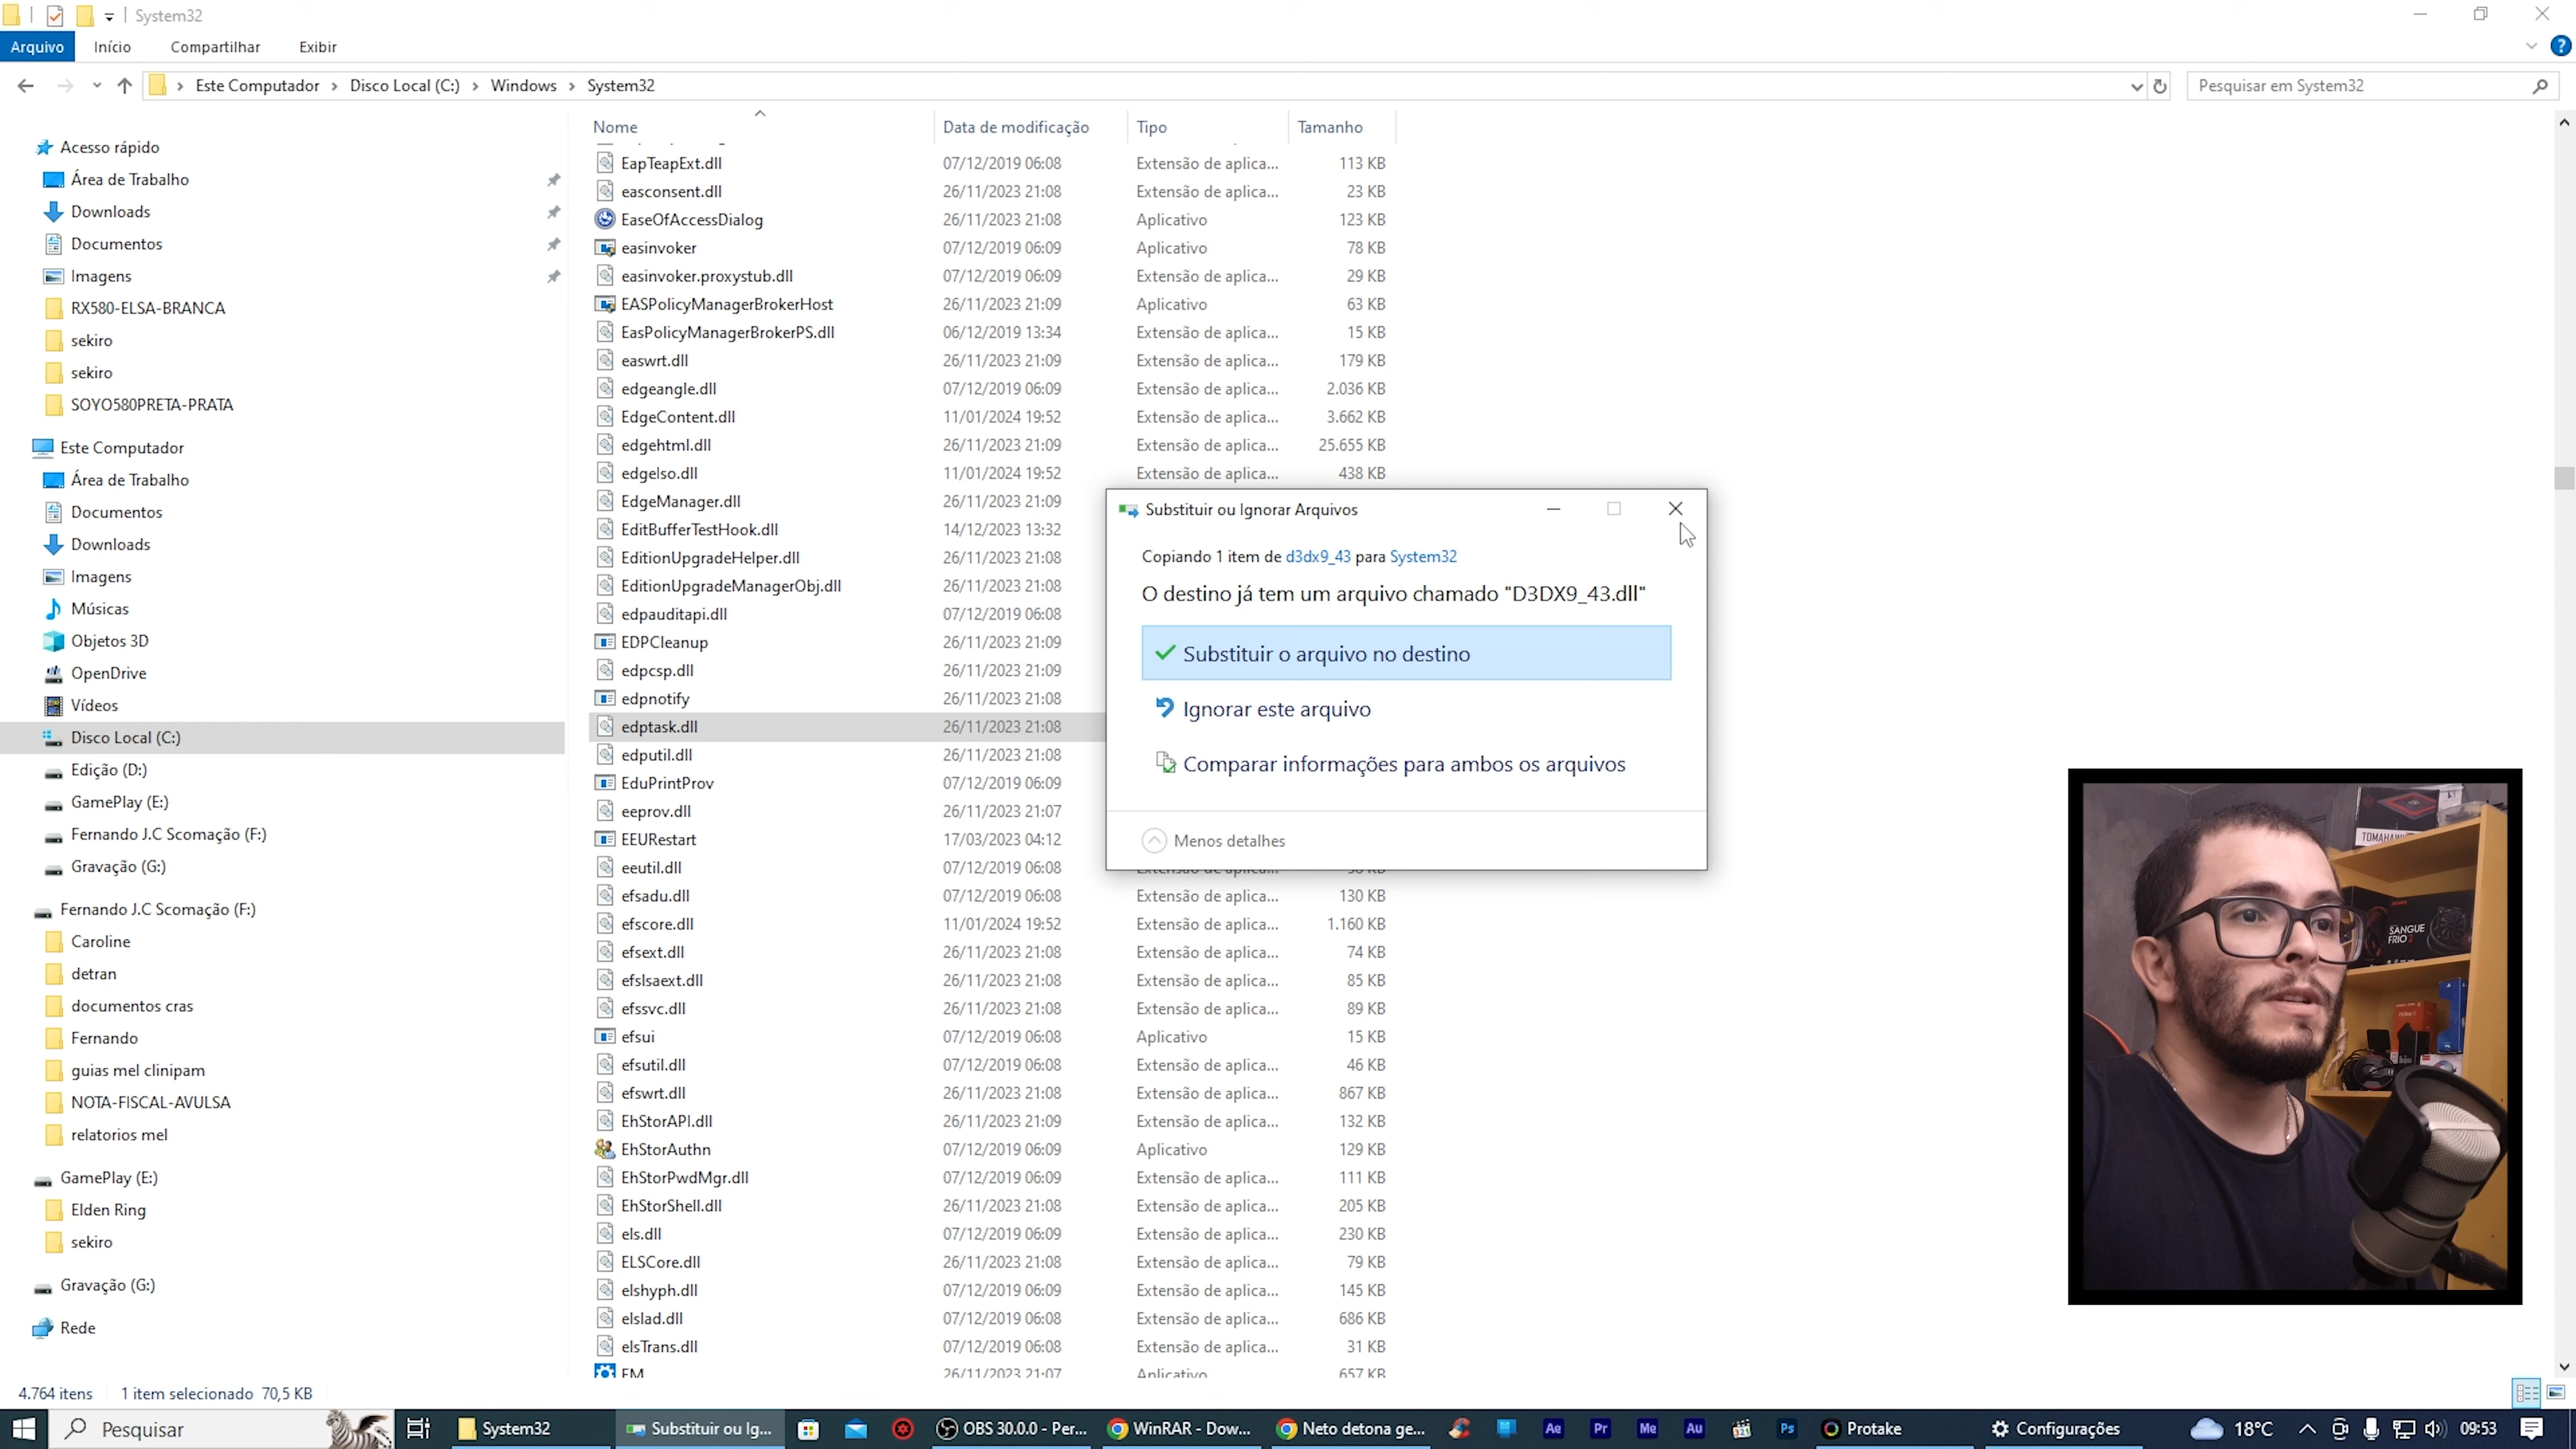 System32
Arquivo Início Compartilhar Exibir
Este Computador Disco Local (C:) Windows System32
Pesquisar em System32
Nome Data de modificação Tipo Tamanho
Acesso rápido
Área de Trabalho
Downloads
Documentos
Imagens
RX580-ELSA-BRANCA
sekiro
sekiro
SOYO580PRETA-PRATA
Este Computador
Área de Trabalho
Documentos
Downloads
Imagens
Músicas
Objetos 3D
OpenDrive
Vídeos
Disco Local (C:)
Edição (D:)
GamePlay (E:)
Fernando J.C Scomação (F:)
Gravação (G:)
Fernando J.C Scomação (F:)
Caroline
detran
documentos cras
Fernando
guias mel clinipam
NOTA-FISCAL-AVULSA
relatorios mel
GamePlay (E:)
Elden Ring
sekiro
Gravação (G:)
Rede
EapTeapExt.dll 07/12/2019 06:08 Extensão de aplica... 113 KB
easconsent.dll 26/11/2023 21:08 Extensão de aplica... 23 KB
EaseOfAccessDialog 26/11/2023 21:08 Aplicativo 123 KB
easinvoker 07/12/2019 06:09 Aplicativo 78 KB
easinvoker.proxystub.dll 07/12/2019 06:09 Extensão de aplica... 29 KB
EASPolicyManagerBrokerHost 26/11/2023 21:09 Aplicativo 63 KB
EasPolicyManagerBrokerPS.dll 06/12/2019 13:34 Extensão de aplica... 15 KB
easwrt.dll 26/11/2023 21:09 Extensão de aplica... 179 KB
edgeangle.dll 07/12/2019 06:09 Extensão de aplica... 2.036 KB
EdgeContent.dll 11/01/2024 19:52 Extensão de aplica... 3.662 KB
edgehtml.dll 26/11/2023 21:09 Extensão de aplica... 25.655 KB
edgelso.dll 11/01/2024 19:52 Extensão de aplica... 438 KB
EdgeManager.dll 26/11/2023 21:09
EditBufferTestHook.dll 14/12/2023 13:32
EditionUpgradeHelper.dll 26/11/2023 21:08
EditionUpgradeManagerObj.dll 26/11/2023 21:08
edpauditapi.dll 07/12/2019 06:08
EDPCleanup 26/11/2023 21:09
edpcsp.dll 26/11/2023 21:09
edpnotify 26/11/2023 21:08
edptask.dll 26/11/2023 21:08
edputil.dll 26/11/2023 21:08
EduPrintProv 07/12/2019 06:09
eeprov.dll 26/11/2023 21:07
EEURestart 17/03/2023 04:12
eeutil.dll 07/12/2019 06:08
efsadu.dll 07/12/2019 06:08 Extensão de aplica... 130 KB
efscore.dll 11/01/2024 19:52 Extensão de aplica... 1.160 KB
efsext.dll 26/11/2023 21:08 Extensão de aplica... 74 KB
efslsaext.dll 26/11/2023 21:08 Extensão de aplica... 85 KB
efssvc.dll 26/11/2023 21:08 Extensão de aplica... 89 KB
efsui 07/12/2019 06:08 Aplicativo 15 KB
efsutil.dll 07/12/2019 06:08 Extensão de aplica... 46 KB
efswrt.dll 26/11/2023 21:08 Extensão de aplica... 867 KB
EhStorAPI.dll 26/11/2023 21:09 Extensão de aplica... 132 KB
EhStorAuthn 07/12/2019 06:09 Aplicativo 129 KB
EhStorPwdMgr.dll 07/12/2019 06:09 Extensão de aplica... 111 KB
EhStorShell.dll 26/11/2023 21:08 Extensão de aplica... 205 KB
els.dll 07/12/2019 06:09 Extensão de aplica... 230 KB
ELSCore.dll 26/11/2023 21:08 Extensão de aplica... 79 KB
elshyph.dll 07/12/2019 06:09 Extensão de aplica... 145 KB
elslad.dll 07/12/2019 06:08 Extensão de aplica... 686 KB
elsTrans.dll 07/12/2019 06:08 Extensão de aplica... 31 KB
EM 26/11/2023 21:07 Aplicativo 657 KB
Substituir ou Ignorar Arquivos
Copiando 1 item de d3dx9_43 para System32
O destino já tem um arquivo chamado "D3DX9_43.dll"
Substituir o arquivo no destino
Ignorar este arquivo
Comparar informações para ambos os arquivos
Menos detalhes
TOMAHAWK
SANGUE
FRIO 2
4.764 itens 1 item selecionado 70,5 KB
Pesquisar System32 Substituir ou Ig... OBS 30.0.0 - Per... WinRAR - Dow... Neto detona ge... Ae Pr Me Au 321 Ps Protake Configurações 18°C 09:53